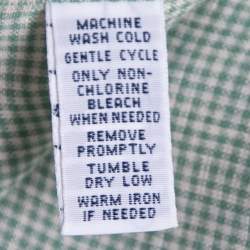 MACHINE
WASH COLD
GENTLE CYCLE
ONLY NON-
CHLORINE
BLEACH
WHEN NEEDED
REMOVE
PROMPTLY
TUMBLE
DRY LOW
WARM IRON
IF NEEDED